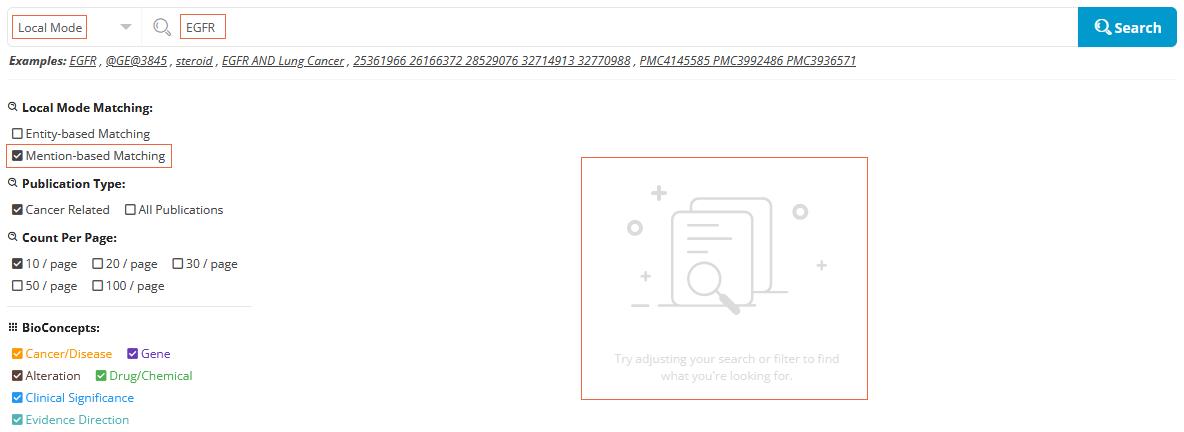 Local Mode EGFR Search
Examples: EGFR , @GE@3845 , steroid , EGFR AND Lung Cancer , 25361966 26166372 28529076 32714913 32770988 , PMC4145585 PMC3992486 PMC3936571
Local Mode Matching:
Entity-based Matching
Mention-based Matching
Publication Type:
Cancer Related All Publications
Count Per Page:
10 / page 20 / page 30 / page
50 / page 100 / page
BioConcepts:
Cancer/Disease Gene
Alteration Drug/Chemical
Clinical Significance
Evidence Direction
Try adjusting your search or filter to find
what you're looking for.